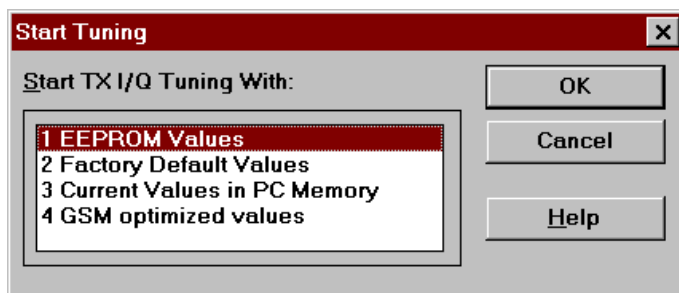 Start Tuning
Start TX I/Q Tuning With:
1 EEPROM Values
2 Factory Default Values
3 Current Values in PC Memory
4 GSM optimized values
OK
Cancel
Help